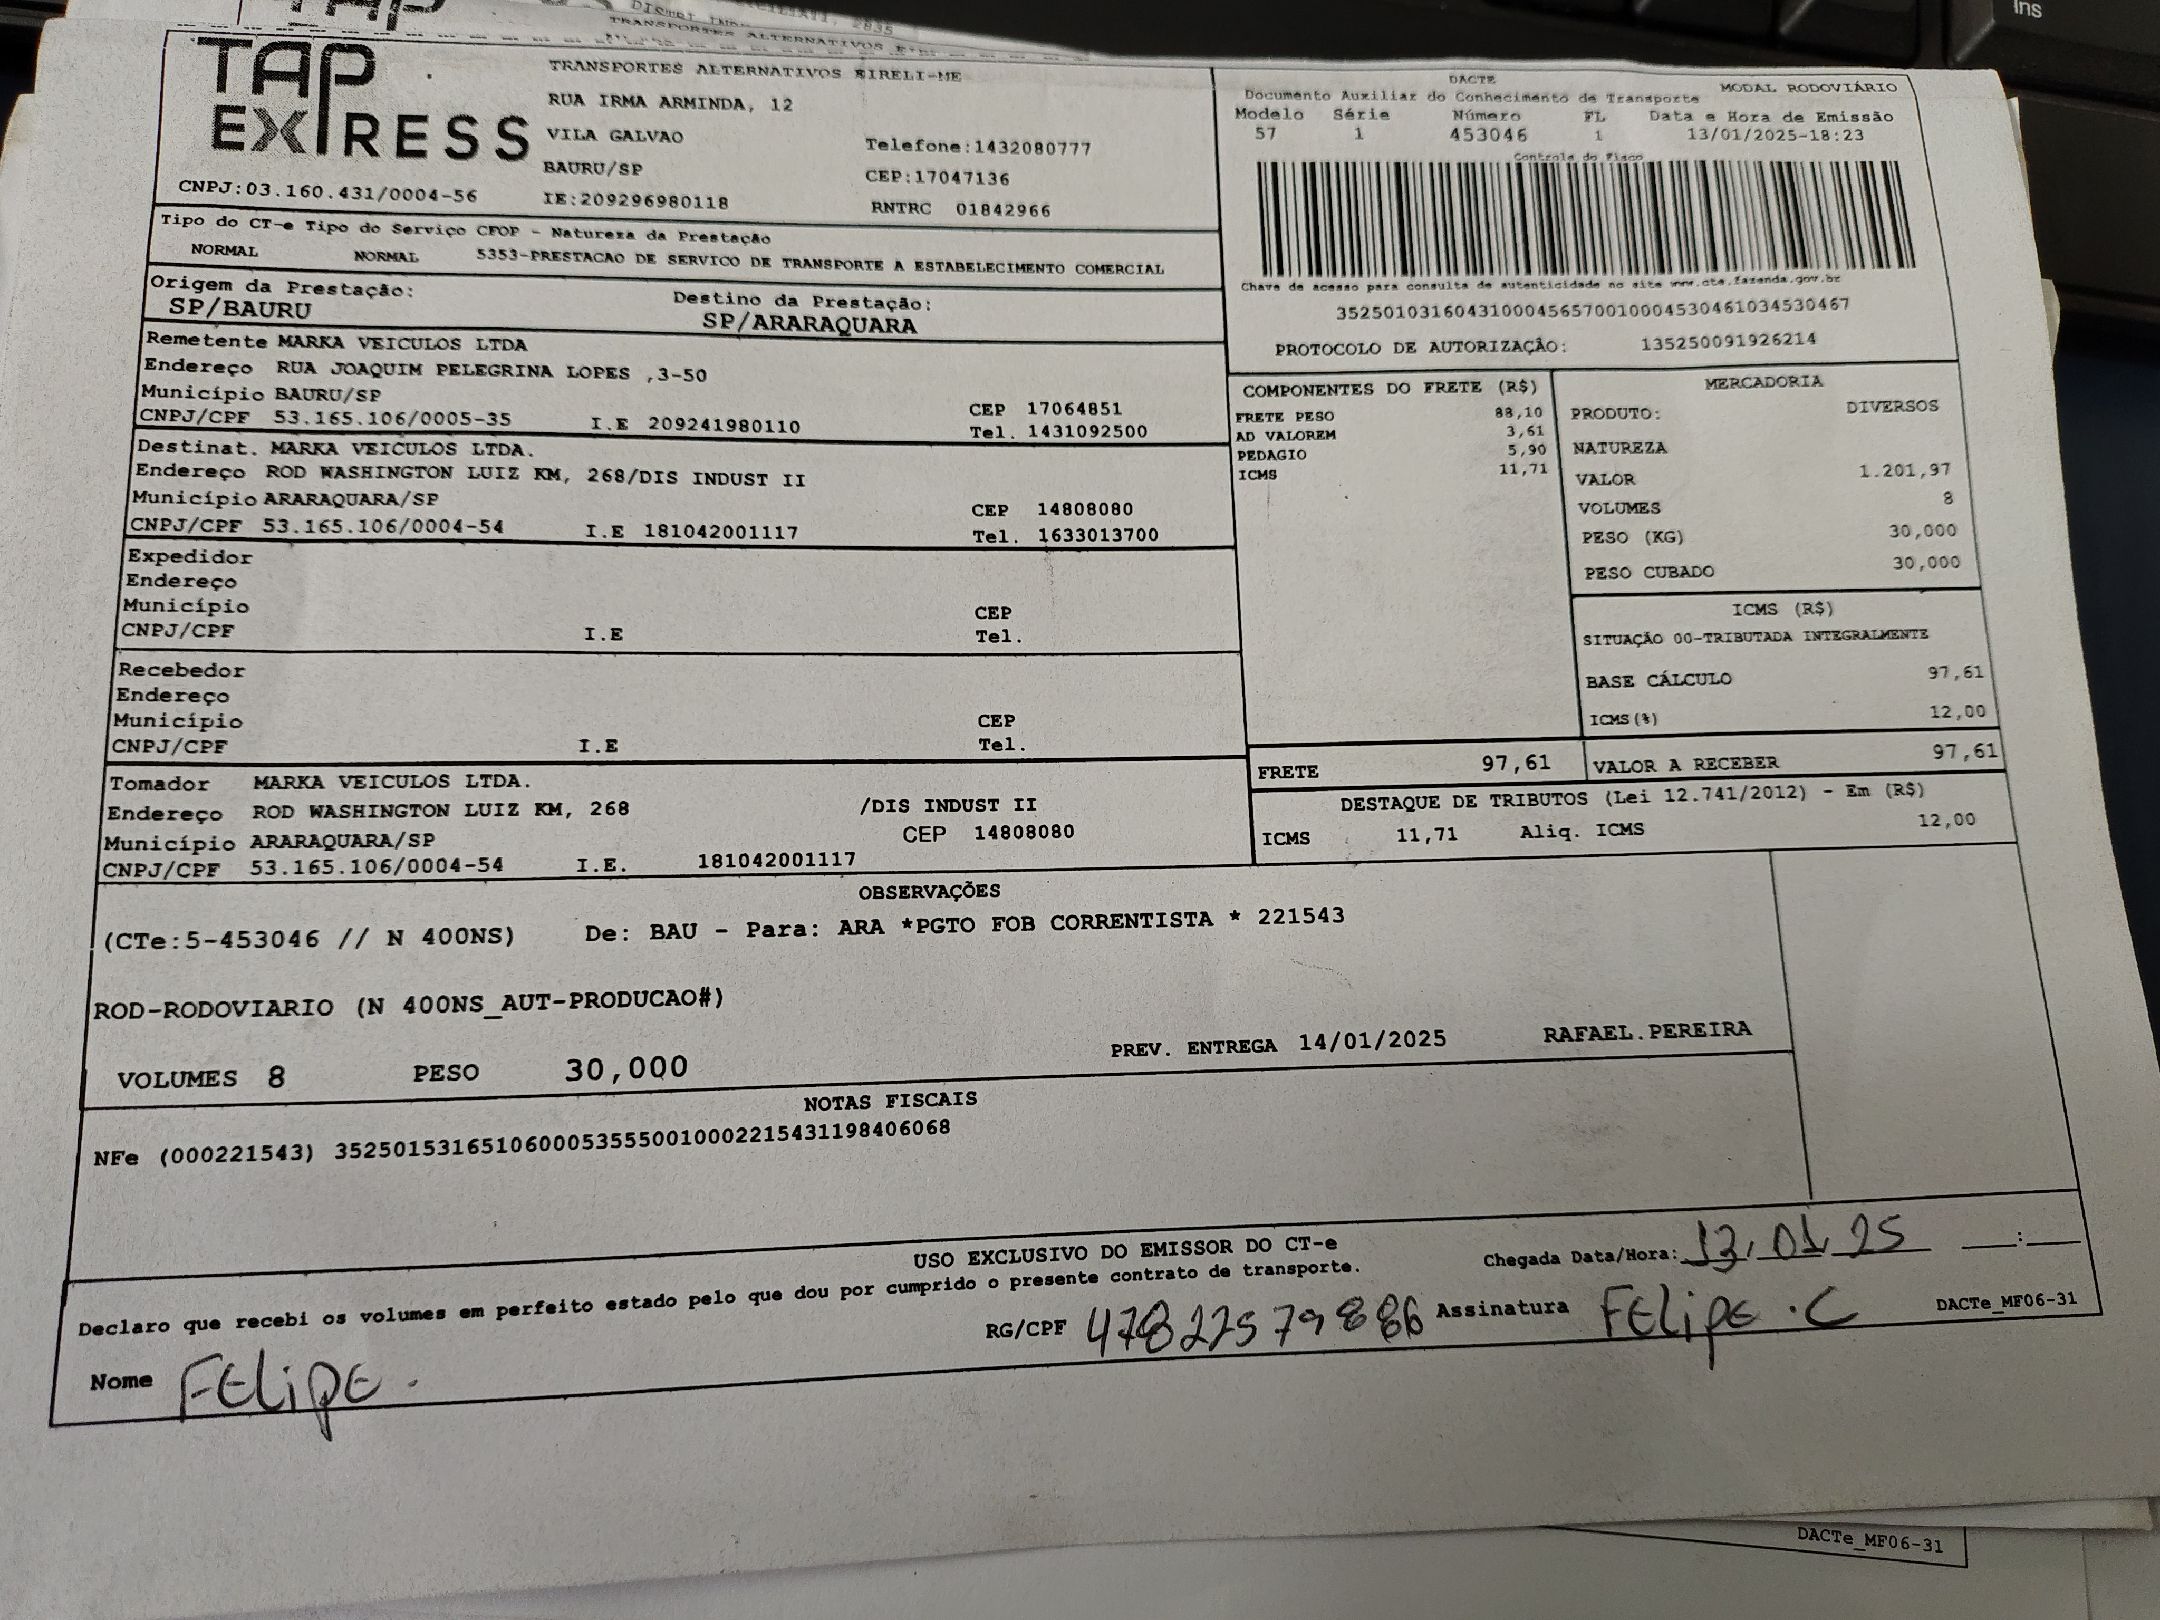 TAP
TRANSPORTES ALTERNATIVOS
Ins
TAP EXPRESS
TRANSPORTES ALTERNATIVOS EIRELI-ME
RUA IRMA ARMINDA, 12
VILA GALVAO Telefone:1432080777
BAURU/SP CEP:17047136
CNPJ:03.160.431/0004-56 IE:209296980118 RNTRC 01842966
DACTE MODAL RODOVIÁRIO
Documento Auxiliar do Conhecimento de Transporte
Modelo Série Número FL Data e Hora de Emissão
57 1 453046 1 13/01/2025-18:23
Controle do Fisco
Chave de acesso para consulta de autenticidade no site www.cte.fazenda.gov.br
35250103160431000456570010004530461034530467
PROTOCOLO DE AUTORIZAÇÃO: 135250091926214
Tipo do CT-e Tipo do Serviço CFOP - Natureza da Prestação
NORMAL NORMAL 5353-PRESTACAO DE SERVICO DE TRANSPORTE A ESTABELECIMENTO COMERCIAL
Origem da Prestação: Destino da Prestação:
SP/BAURU SP/ARARAQUARA
Remetente MARKA VEICULOS LTDA
Endereço RUA JOAQUIM PELEGRINA LOPES ,3-50
Município BAURU/SP CEP 17064851
CNPJ/CPF 53.165.106/0005-35 I.E 209241980110 Tel. 1431092500
Destinat. MARKA VEICULOS LTDA.
Endereço ROD WASHINGTON LUIZ KM, 268/DIS INDUST II
Município ARARAQUARA/SP CEP 14808080
CNPJ/CPF 53.165.106/0004-54 I.E 181042001117 Tel. 1633013700
Expedidor
Endereço
Município CEP
CNPJ/CPF I.E Tel.
Recebedor
Endereço
Município CEP
CNPJ/CPF I.E Tel.
Tomador MARKA VEICULOS LTDA.
Endereço ROD WASHINGTON LUIZ KM, 268 /DIS INDUST II
Município ARARAQUARA/SP CEP 14808080
CNPJ/CPF 53.165.106/0004-54 I.E. 181042001117
COMPONENTES DO FRETE (R$)
FRETE PESO 88,10
AD VALOREM 3,61
PEDAGIO 5,90
ICMS 11,71
MERCADORIA
PRODUTO: DIVERSOS
NATUREZA
VALOR 1.201,97
VOLUMES 8
PESO (KG) 30,000
PESO CUBADO 30,000
ICMS (R$)
SITUAÇÃO 00-TRIBUTADA INTEGRALMENTE
BASE CÁLCULO 97,61
ICMS(%) 12,00
FRETE 97,61 VALOR A RECEBER 97,61
DESTAQUE DE TRIBUTOS (Lei 12.741/2012) - Em (R$)
ICMS 11,71 Aliq. ICMS 12,00
OBSERVAÇÕES
(CTe:5-453046 // N 400NS) De: BAU - Para: ARA *PGTO FOB CORRENTISTA * 221543
ROD-RODOVIARIO (N 400NS_AUT-PRODUCAO#)
VOLUMES 8 PESO 30,000 PREV. ENTREGA 14/01/2025 RAFAEL.PEREIRA
NOTAS FISCAIS
NFe (000221543) 35250153165106000535550010002215431198406068
USO EXCLUSIVO DO EMISSOR DO CT-e
Chegada Data/Hora: 13/01/25 __:__
Declaro que recebi os volumes em perfeito estado pelo que dou por cumprido o presente contrato de transporte.
Nome FELIPE. RG/CPF 47822579886 Assinatura FELIPE.C DACTe_MF06-31
DACTe_MF06-31